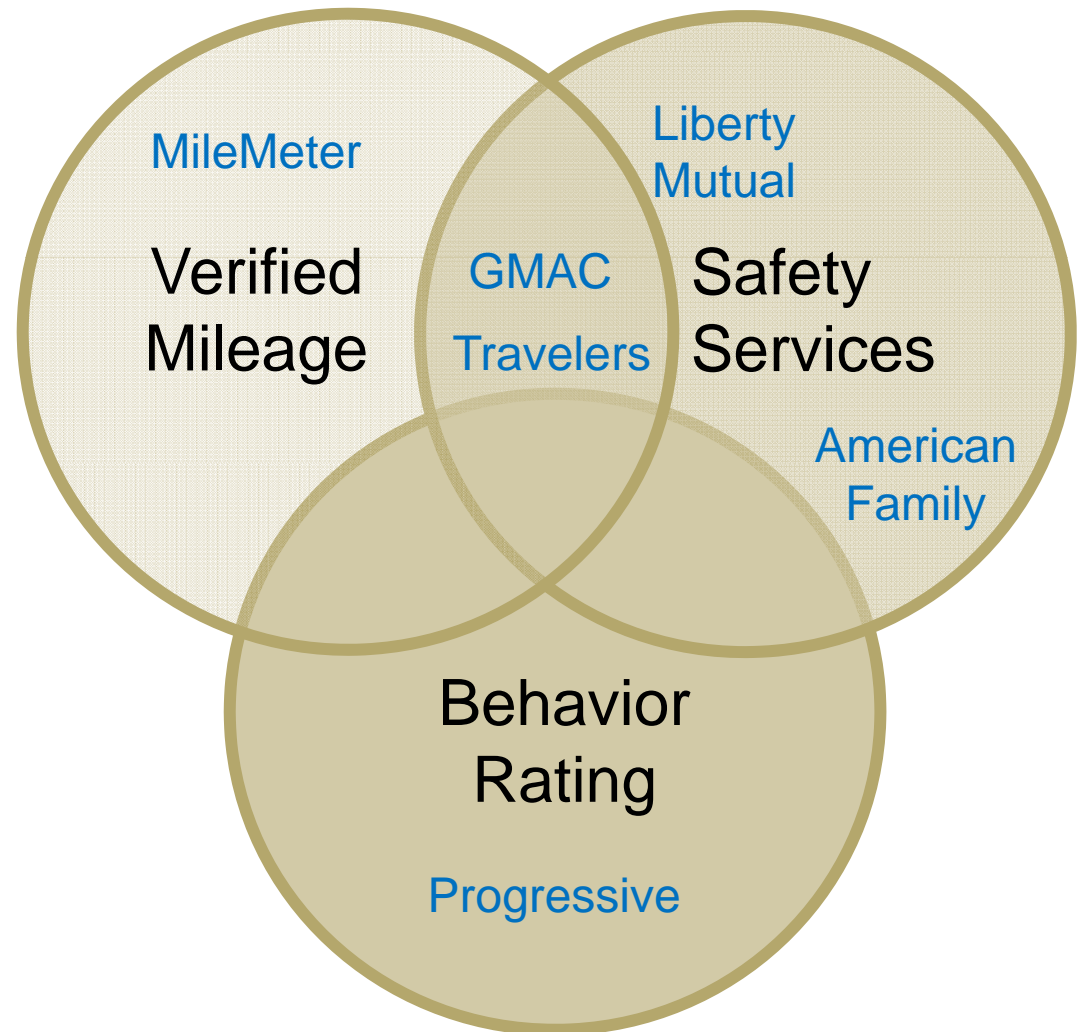 MileMeter
Verified
Mileage
GMAC
Travelers
Liberty
Mutual
Safety
Services
American
Family
Behavior
Rating
Progressive